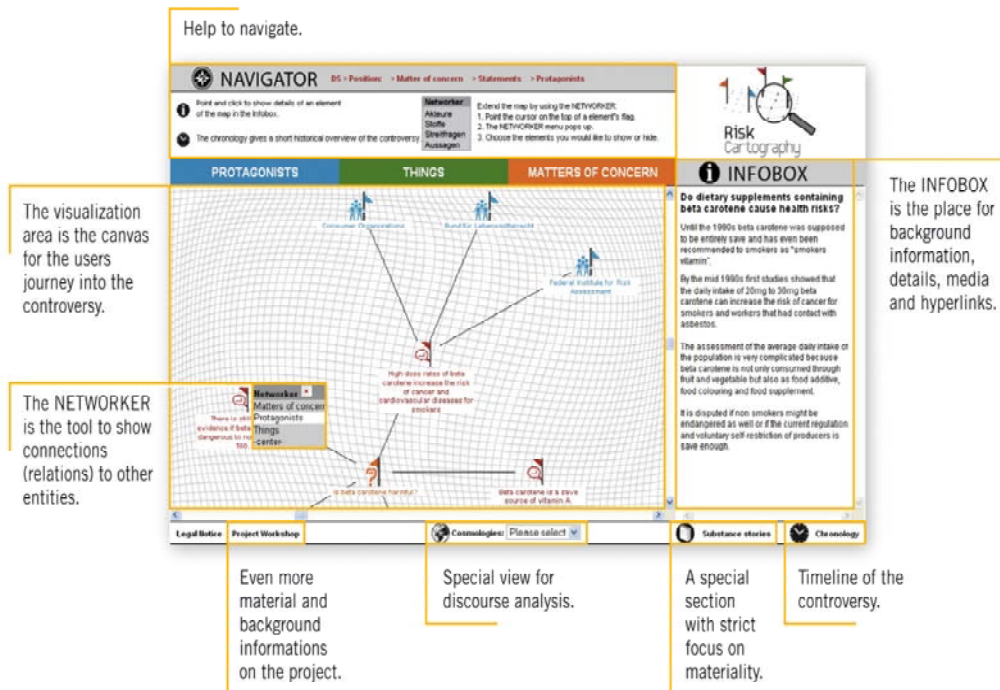 Help to navigate.
NAVIGATOR DS > Position: > Matter of concern > Statements > Protagonists
Point and click to show details of an element
of the map in the Infobox.
The chronology gives a short historical overview of the controversy
Networker
Akteure
Stoffe
Streitfragen
Aussagen
Extend the map by using the NETWORKER:
1. Point the cursor on the top of a element's flag.
2. The NETWORKER menu pops up.
3. Choose the elements you would like to show or hide.
Risk
Cartography
PROTAGONISTS THINGS MATTERS OF CONCERN
INFOBOX
The visualization
area is the canvas
for the users
journey into the
controversy.
The NETWORKER
is the tool to show
connections
(relations) to other
entities.
Consumer Organizations
Bund für Lebensmittelrecht
Federal Institute for Risk
Assessment
High dose rates of beta
carotene increase the risk
of cancer and
cardiovascular diseases for
smokers
There is still
evidence if beta
dangerous to no
too.
Networker
Matters of concern
Protagonists
Things
-center-
Is beta carotene harmful?
Beta carotene is a save
source of vitamin A.
Do dietary supplements containing
beta carotene cause health risks?
Until the 1990s beta carotene was supposed
to be entirely save and has even been
recommended to smokers as "smokers
vitamin".
By the mid 1990s first studies showed that
the daily intake of 20mg to 30mg beta
carotene can increase the risk of cancer for
smokers and workers that had contact with
asbestos.
The assessment of the average daily intake of
the population is very complicated because
beta carotene is not only consumed through
fruit and vegetable but also as food additive,
food colouring and food supplement.
It is disputed if non smokers might be
endangered as well or if the current regulation
and voluntary self-restriction of producers is
save enough.
The INFOBOX
is the place for
background
information,
details, media
and hyperlinks.
Legal Notice Project Workshop Cosmologies: Please select Substance stories Chronology
Even more
material and
background
informations
on the project.
Special view for
discourse analysis.
A special
section
with strict
focus on
materiality.
Timeline of the
controversy.